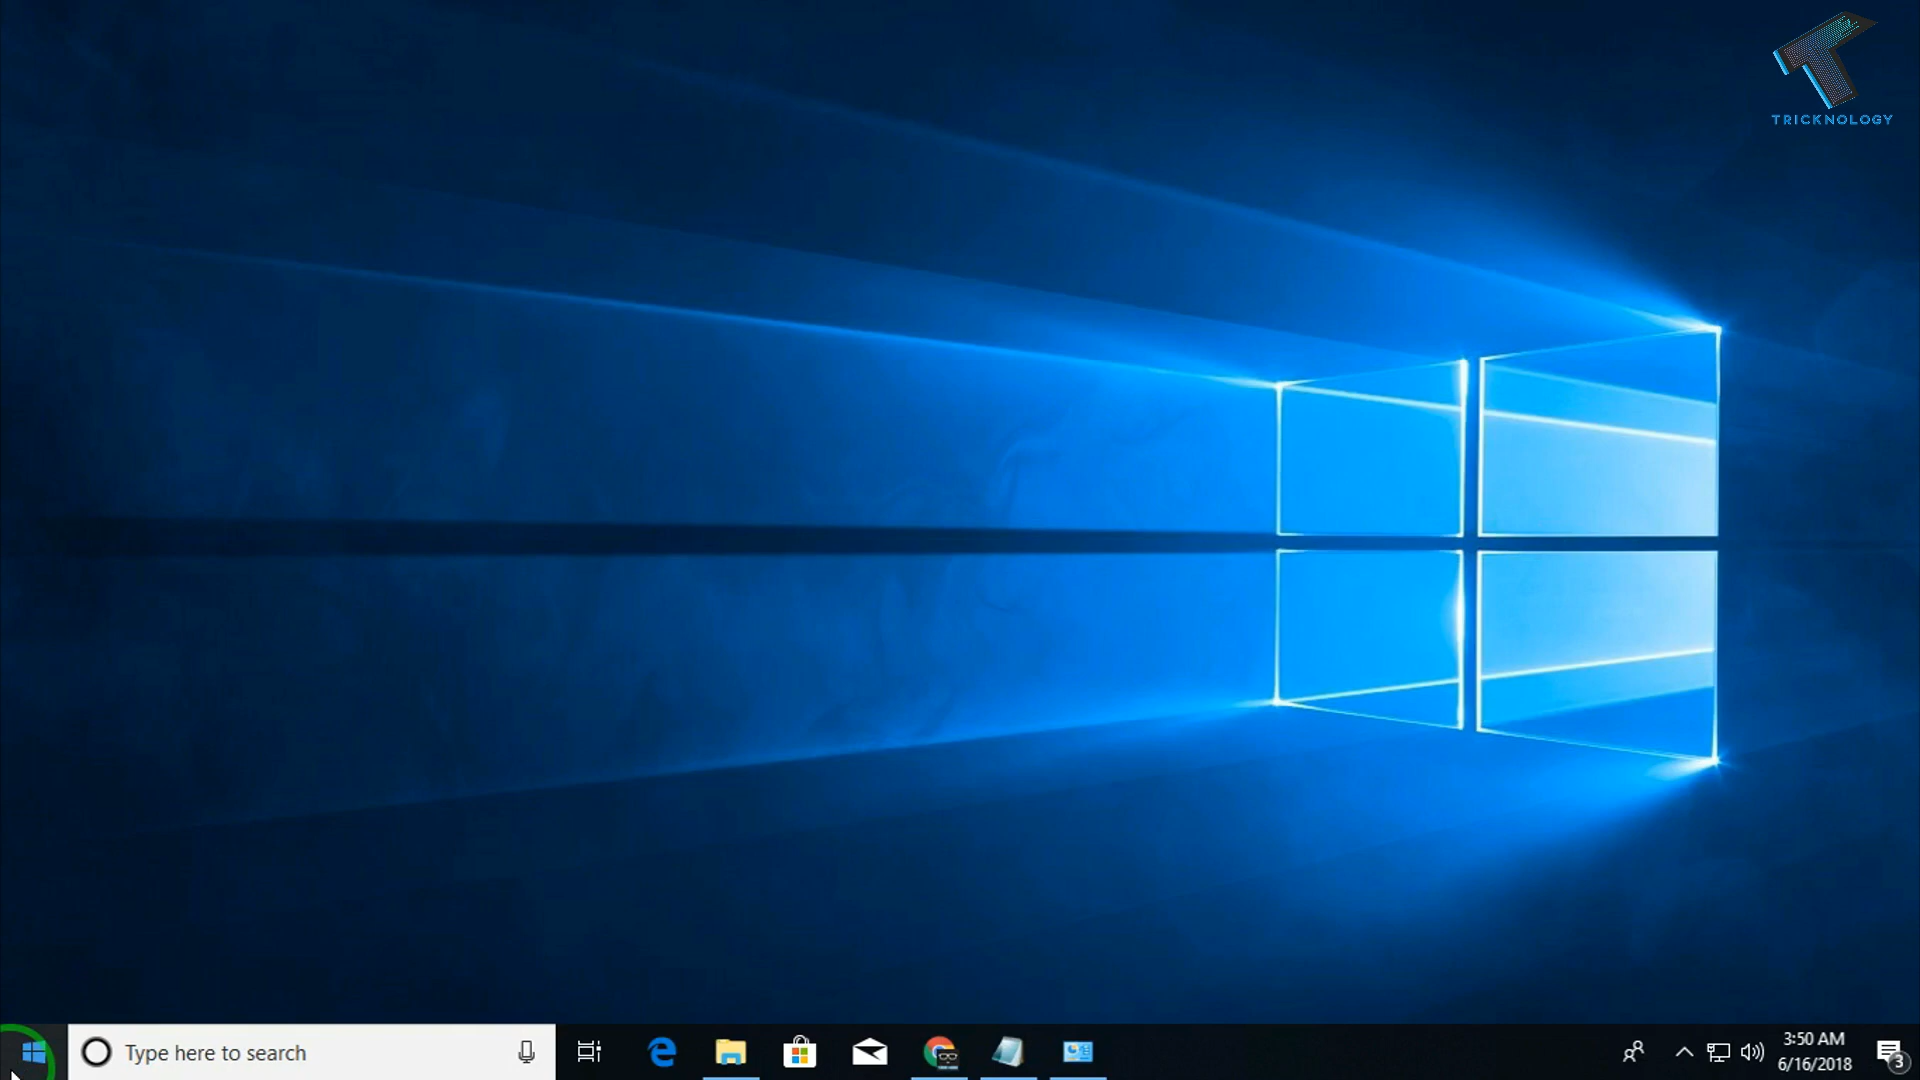 TRICKNOLOGY
Type here to search
3:50 AM
6/16/2018
3